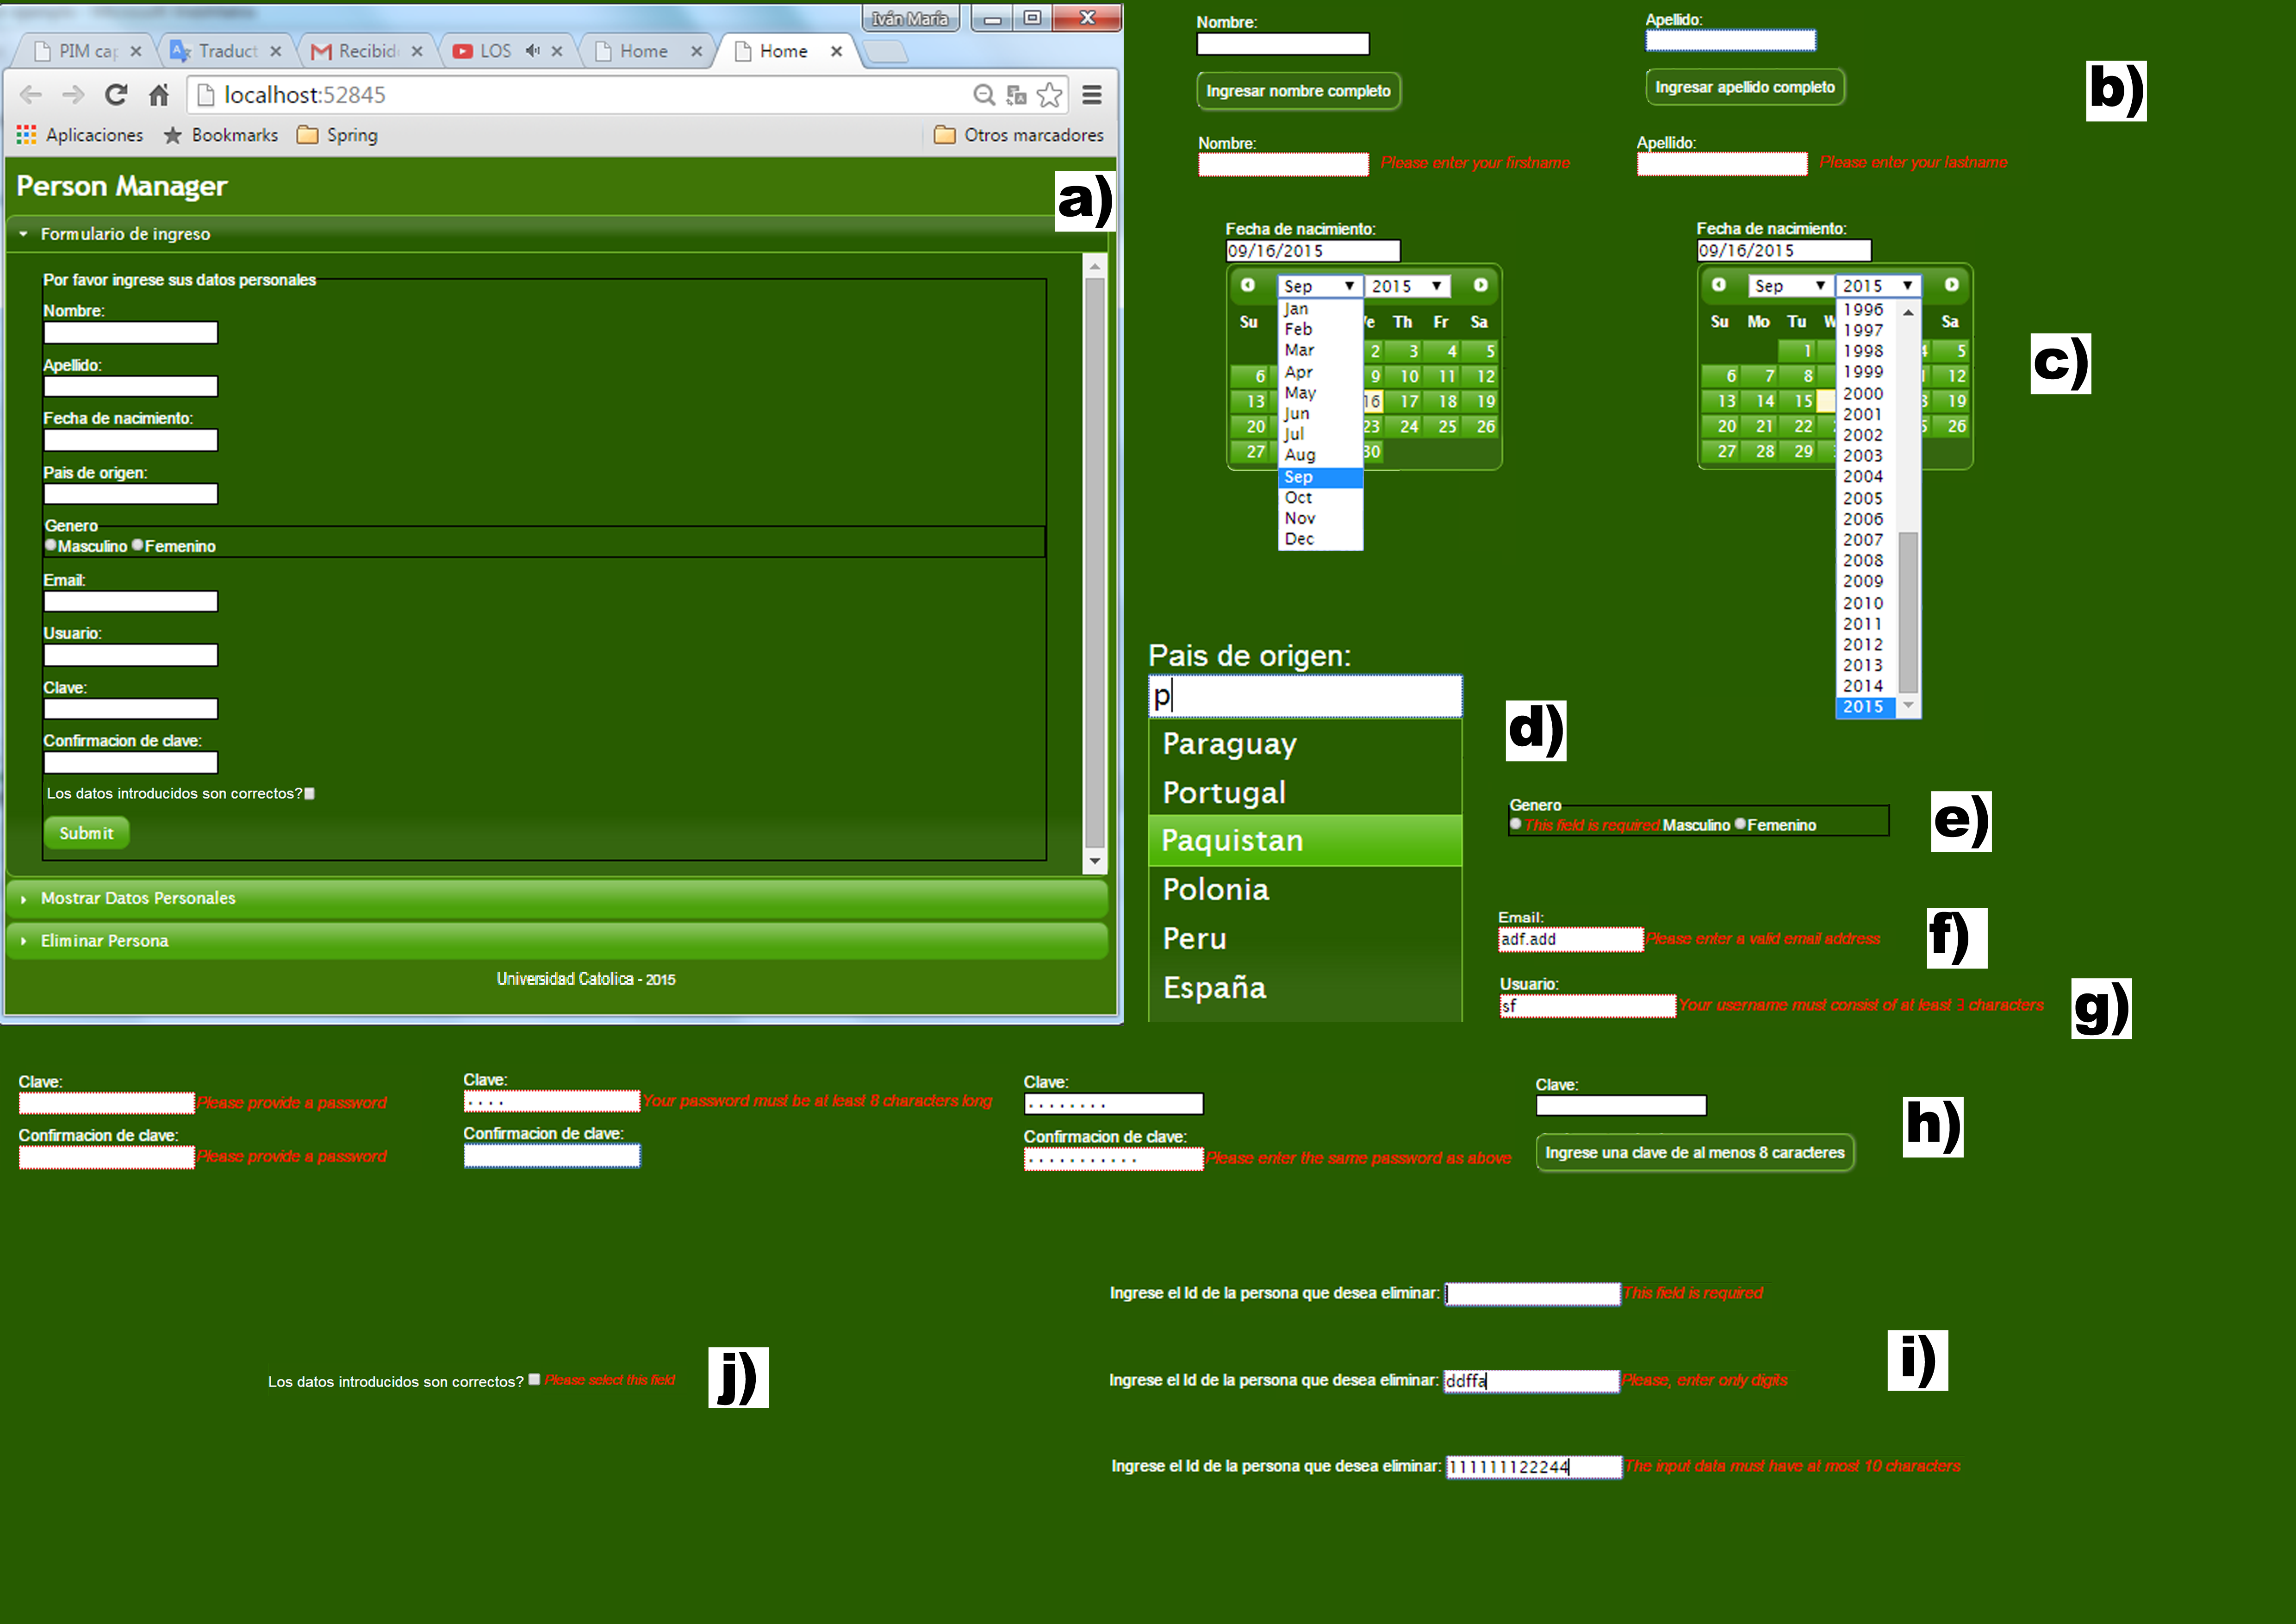 Iván María
PIM cap
Traduct
Recibid
LOS
Home
Home
localhost:52845
Aplicaciones
Bookmarks
Spring
Otros marcadores
Person Manager
a)
Formulario de ingreso
Por favor ingrese sus datos personales
Nombre:
Apellido:
Fecha de nacimiento:
Pais de origen:
Genero
Masculino Femenino
Email:
Usuario:
Clave:
Confirmacion de clave:
Los datos introducidos son correctos?
Submit
Mostrar Datos Personales
Eliminar Persona
Universidad Catolica - 2015
Nombre:
Ingresar nombre completo
Apellido:
Ingresar apellido completo
b)
Nombre:
Please enter your firstname
Apellido:
Please enter your lastname
Fecha de nacimiento:
09/16/2015
Sep 2015
Su Th Fr Sa
2 3 4 5
6 9 10 11 12
13 16 17 18 19
20 23 24 25 26
27 30
Jan
Feb
Mar
Apr
May
Jun
Jul
Aug
Sep
Oct
Nov
Dec
Fecha de nacimiento:
09/16/2015
Sep 2015
Su Mo Tu W Sa
1 5
6 7 8 12
13 14 15 19
20 21 22 26
27 28 29
1996
1997
1998
1999
2000
2001
2002
2003
2004
2005
2006
2007
2008
2009
2010
2011
2012
2013
2014
2015
c)
Pais de origen:
p
Paraguay
Portugal
Paquistan
Polonia
Peru
España
d)
Genero
This field is required Masculino Femenino
e)
Email:
adf.add Please enter a valid email address
f)
Usuario:
sf Your username must consist of at least 3 characters
g)
Clave:
Please provide a password
Confirmacion de clave:
Please provide a password
Clave:
.... Your password must be at least 8 characters long
Confirmacion de clave:
Clave:
........
Confirmacion de clave:
........... Please enter the same password as above
Clave:
Ingrese una clave de al menos 8 caracteres
h)
Ingrese el Id de la persona que desea eliminar: This field is required
Ingrese el Id de la persona que desea eliminar: ddffa Please, enter only digits
Ingrese el Id de la persona que desea eliminar: 111111122244 The input data must have at most 10 characters
i)
Los datos introducidos son correctos? Please select this field
j)